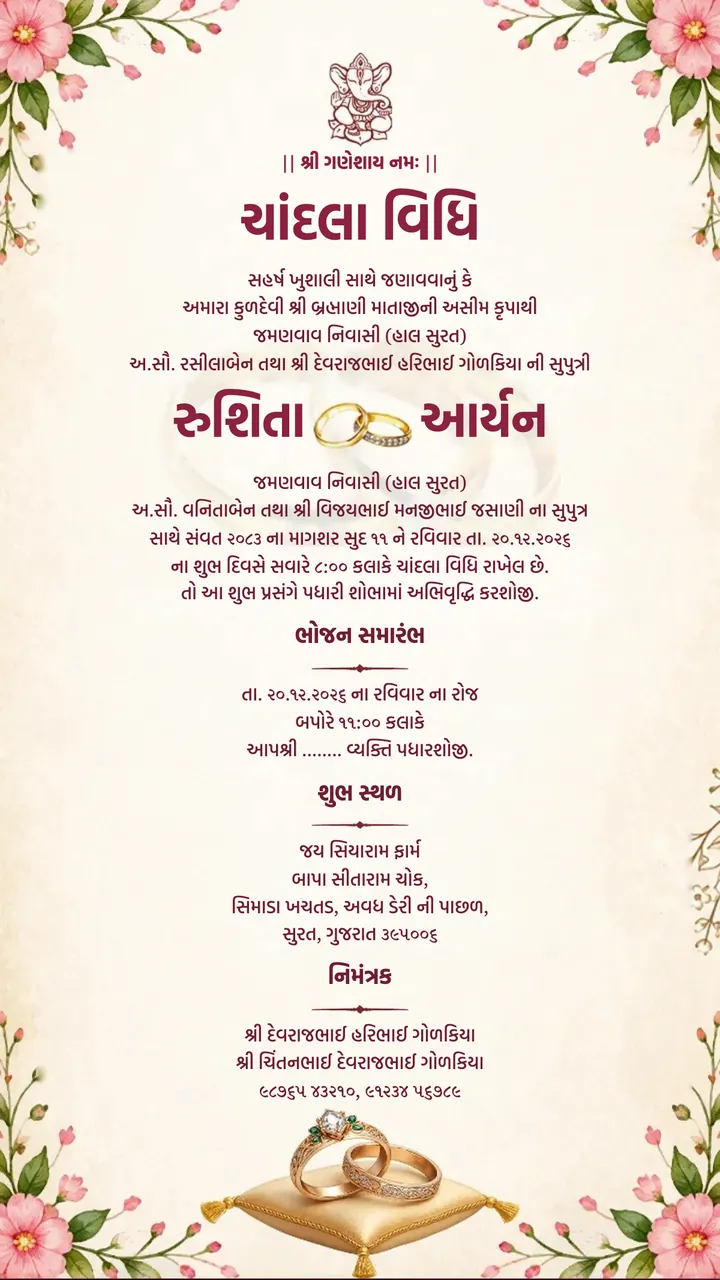 || શ્રી ગણેશાય નમઃ ||
ચાંદલા વિધિ
સહર્ષ ખુશાલી સાથે જણાવવાનું કે
અમારા કુળદેવી શ્રી બ્રહ્માણી માતાજીની અસીમ કૃપાથી
જમણવાવ નિવાસી (હાલ સુરત)
અ.સૌ. રસીલાબેન તથા શ્રી દેવરાજભાઈ હરિભાઈ ગોળકિયા ની સુપુત્રી
રુશિતા આર્યન
જમણવાવ નિવાસી (હાલ સુરત)
અ.સૌ. વનિતાબેન તથા શ્રી વિજયભાઈ મનજીભાઈ જસાણી ના સુપુત્ર
સાથે સંવત ૨૦૮૩ ના માગશર સુદ ૧૧ ને રવિવાર તા. ૨૦.૧૨.૨૦૨૬
ના શુભ દિવસે સવારે ૮:૦૦ કલાકે ચાંદલા વિધિ રાખેલ છે.
તો આ શુભ પ્રસંગે પધારી શોભામાં અભિવૃદ્ધિ કરશોજી.
ભોજન સમારંભ
તા. ૨૦.૧૨.૨૦૨૬ ના રવિવાર ના રોજ
બપોરે ૧૧:૦૦ કલાકે
આપશ્રી ........ વ્યક્તિ પધારશોજી.
શુભ સ્થળ
જય સિયારામ ફાર્મ
બાપા સીતારામ ચોક,
સિમાડા ખચતડ, અવધ ડેરી ની પાછળ,
સુરત, ગુજરાત ૩૯૫૦૦૬
નિમંત્રક
શ્રી દેવરાજભાઈ હરિભાઈ ગોળકિયા
શ્રી ચિંતનભાઈ દેવરાજભાઈ ગોળકિયા
૯૮૭૬૫ ૪૩૨૧૦, ૯૧૨૩૪ ૫૬૭૮૯